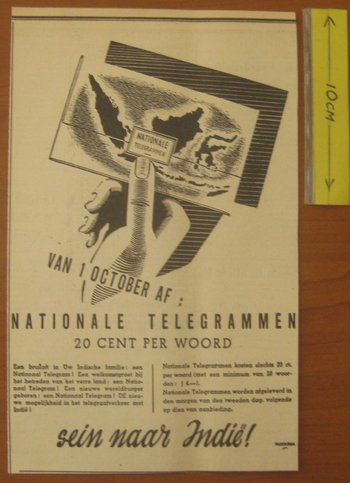 NATIONALE
TELEGRAMMEN
10CM
VAN 1 OCTOBER AF :
NATIONALE TELEGRAMMEN
20 CENT PER WOORD
Een bruiloft in Uw Indische familie: een
Nationaal Telegram! Een welkomstgroet bij
het betreden van het verre land: een Natio-
naal Telegram! Een nieuwe wereldburger
geboren: een Nationaal Telegram! DE nieu-
we mogelijkheid in het telegraafverkeer met
Indië!
Nationale Telegrammen kosten slechts 20 ct.
per woord (met een minimum van 20 woor-
den: f 4.—).
Nationale Telegrammen worden afgeleverd in
den morgen van den tweeden dag, volgende
op dien van aanbieding.
sein naar Indië!